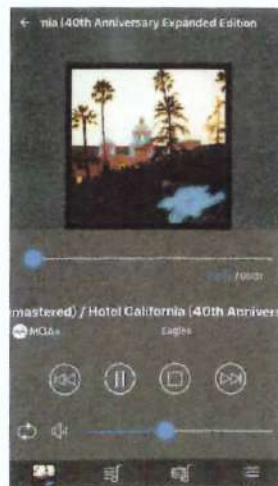 nia (40th Anniversary Expanded Edition
mastered) / Hotel California (40th Annivers
MQA
Eagles